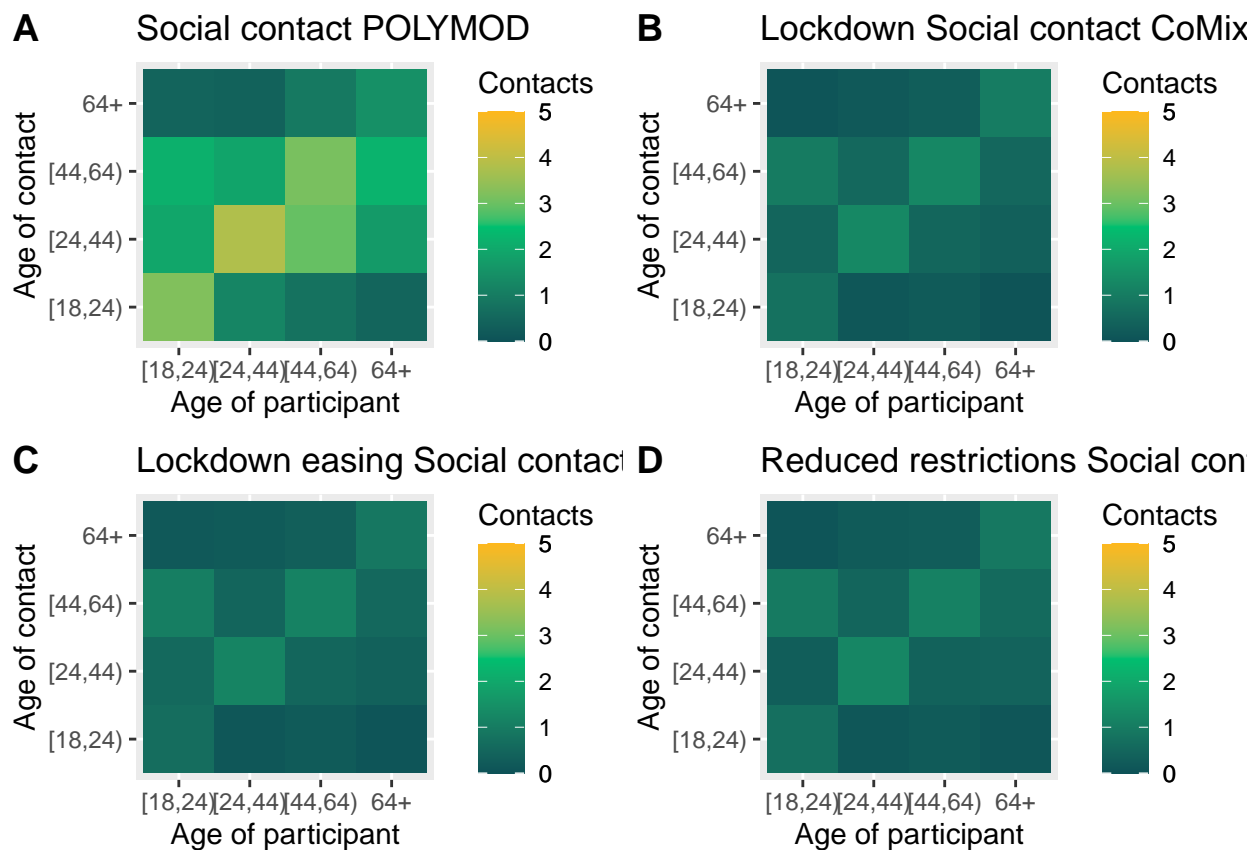 A Social contact POLYMOD
Contacts
5
4
3
2
1
0
Age of contact
64+
[44,64)
[24,44)
[18,24)
[18,24) [24,44) [44,64) 64+
Age of participant
B Lockdown Social contact CoMix
Contacts
5
4
3
2
1
0
Age of contact
64+
[44,64)
[24,44)
[18,24)
[18,24) [24,44) [44,64) 64+
Age of participant
C Lockdown easing Social contact
Contacts
5
4
3
2
1
0
Age of contact
64+
[44,64)
[24,44)
[18,24)
[18,24) [24,44) [44,64) 64+
Age of participant
D Reduced restrictions Social con
Contacts
5
4
3
2
1
0
Age of contact
64+
[44,64)
[24,44)
[18,24)
[18,24) [24,44) [44,64) 64+
Age of participant